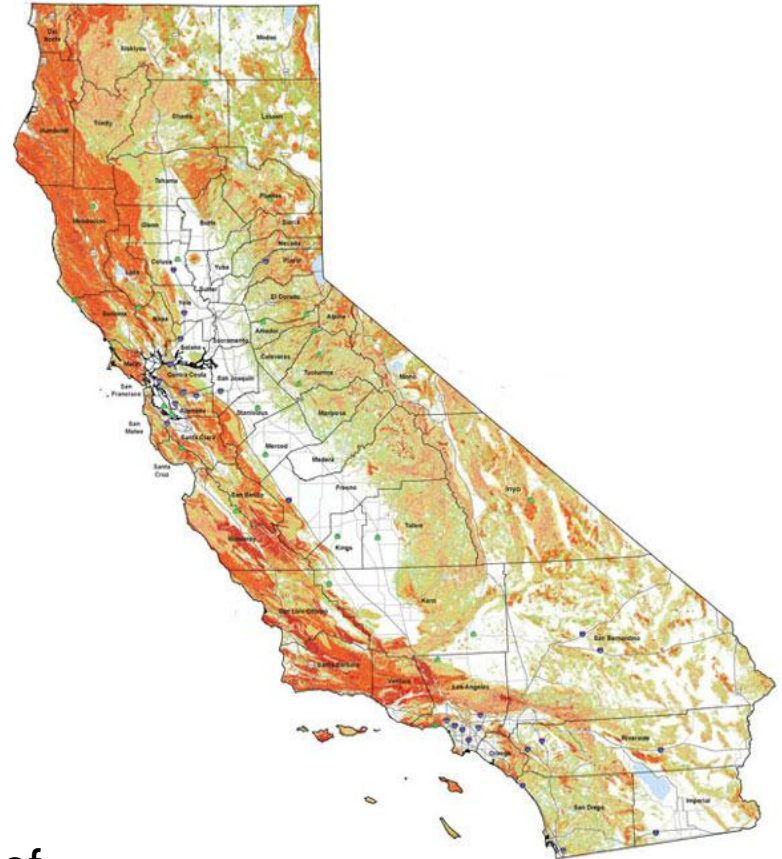 Del
Norte
Siskiyou
Modoc
Humboldt
Trinity
Shasta
Lassen
Tehama
Plumas
Mendocino
Glenn
Butte
Sierra
Nevada
Placer
Lake
Colusa
Yuba
Sutter
El Dorado
Yolo
Sonoma
Napa
Alpine
Amador
Sacramento
Solano
Calaveras
Marin
Contra Costa
San Joaquin
Tuolumne
Mono
San
Francisco
Alameda
Stanislaus
Mariposa
San
Mateo
Santa Clara
Merced
Madera
Santa
Cruz
Fresno
San Benito
Inyo
Monterey
Kings
Tulare
San Luis Obispo
Kern
San Bernardino
Santa Barbara
Ventura
Los Angeles
Orange
Riverside
San Diego
Imperial
of